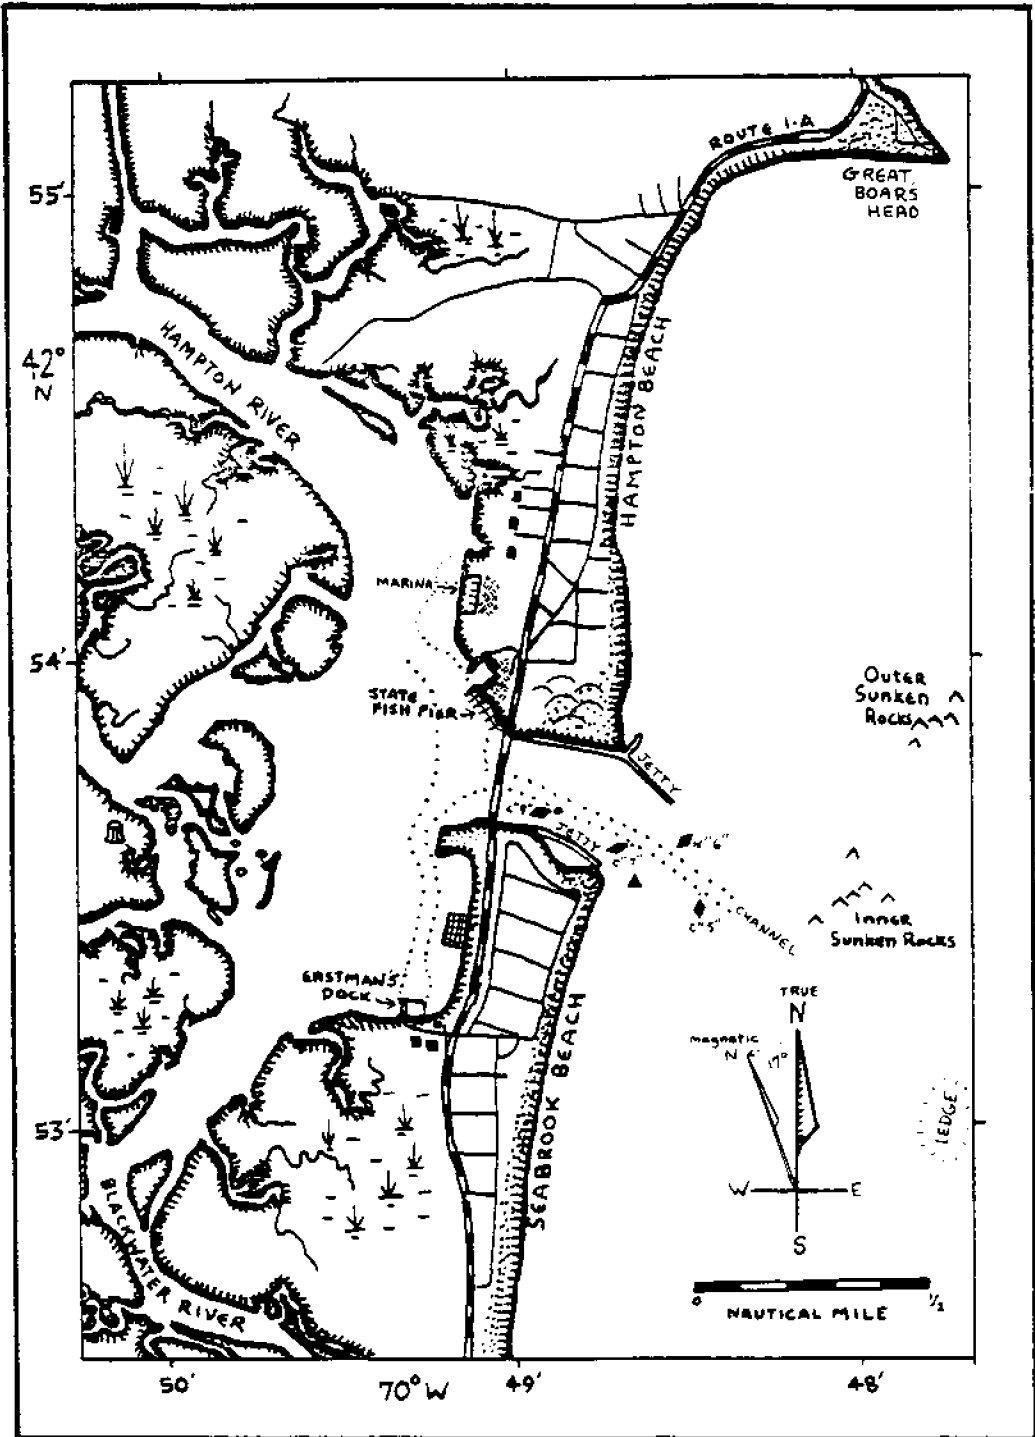 ROUTE 1-A
GREAT
BOARS
HEAD
55'
42°
N
HAMPTON RIVER
HAMPTON BEACH
MARINA
54'
STATE
FISH PIER
OUTER
SUNKEN
ROCKS
JETTY
C"9"
JETTY
C"7"
N"6"
C"5"
CHANNEL
INNER
SUNKEN ROCKS
EASTMAN'S
DOCK
SEABROOK BEACH
TRUE
N
magnetic
N
17°
W
E
S
LEDGE
53'
BLACKWATER RIVER
0
1/2
NAUTICAL MILE
50'
70° W
49'
48'